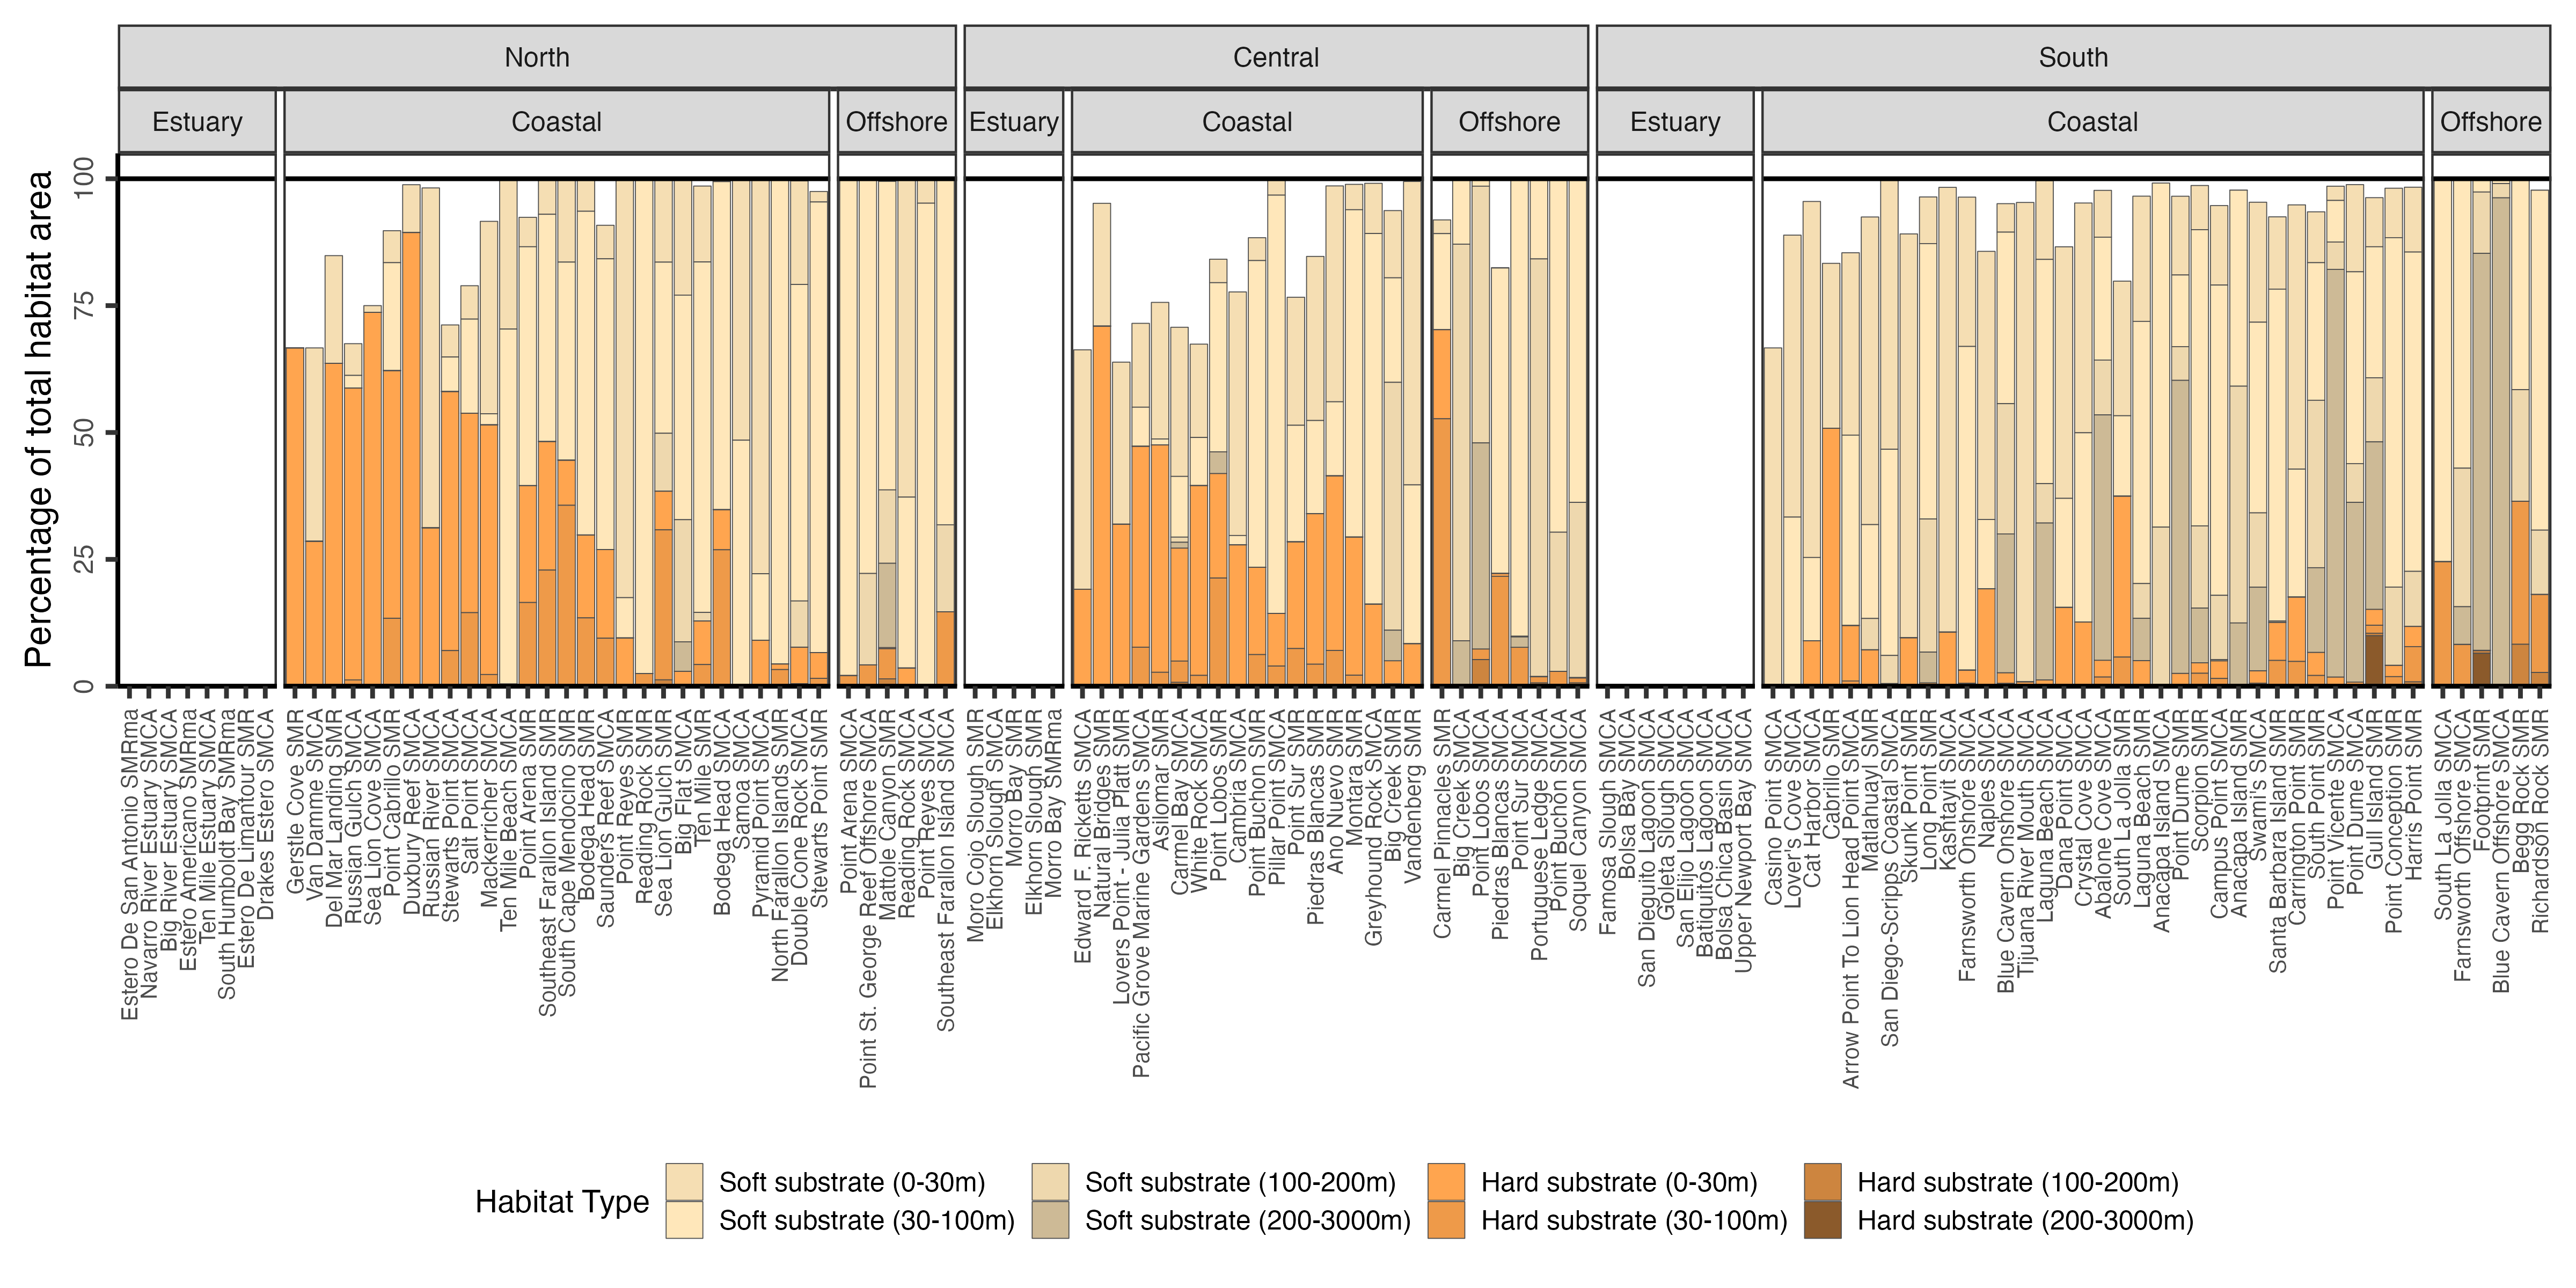 North
Central
South
Estuary
Coastal
Offshore
Estuary
Coastal
Offshore
Estuary
Coastal
Offshore
Percentage of total habitat area
100
75
50
25
0
Estero De San Antonio SMRma
Navarro River Estuary SMCA
Big River Estuary SMCA
Estero Americano SMRma
Ten Mile Estuary SMCA
South Humboldt Bay SMRma
Estero De Limantour SMR
Drakes Estero SMCA
Gerstle Cove SMR
Van Damme SMCA
Del Mar Landing SMR
Russian Gulch SMCA
Sea Lion Cove SMCA
Point Cabrillo SMR
Duxbury Reef SMCA
Russian River SMCA
Stewarts Point SMCA
Salt Point SMCA
Mackerricher SMCA
Ten Mile Beach SMCA
Point Arena SMR
Southeast Farallon Island SMR
South Cape Mendocino SMR
Bodega Head SMR
Saunders Reef SMCA
Point Reyes SMR
Reading Rock SMR
Sea Lion Gulch SMR
Big Flat SMCA
Ten Mile SMR
Bodega Head SMCA
Samoa SMCA
Pyramid Point SMCA
North Farallon Islands SMR
Double Cone Rock SMCA
Stewarts Point SMR
Point Arena SMCA
Point St. George Reef Offshore SMCA
Mattole Canyon SMR
Reading Rock SMCA
Point Reyes SMCA
Southeast Farallon Island SMCA
Moro Cojo Slough SMR
Elkhorn Slough SMCA
Morro Bay SMR
Elkhorn Slough SMR
Morro Bay SMRma
Edward F. Ricketts SMCA
Natural Bridges SMR
Lovers Point - Julia Platt SMR
Pacific Grove Marine Gardens SMCA
Asilomar SMR
Carmel Bay SMCA
White Rock SMCA
Point Lobos SMR
Cambria SMCA
Point Buchon SMR
Pillar Point SMCA
Point Sur SMR
Piedras Blancas SMR
Ano Nuevo SMR
Montara SMR
Greyhound Rock SMCA
Big Creek SMR
Vandenberg SMR
Carmel Pinnacles SMR
Big Creek SMCA
Point Lobos SMCA
Piedras Blancas SMCA
Point Sur SMCA
Portuguese Ledge SMCA
Point Buchon SMCA
Soquel Canyon SMCA
Famosa Slough SMCA
Bolsa Bay SMCA
San Dieguito Lagoon SMCA
Goleta Slough SMCA
San Elijo Lagoon SMCA
Batiquitos Lagoon SMCA
Bolsa Chica Basin SMCA
Upper Newport Bay SMCA
Casino Point SMCA
Lover's Cove SMCA
Cat Harbor SMCA
Cabrillo SMR
Arrow Point To Lion Head Point SMCA
Matlahuayl SMR
San Diego-Scripps Coastal SMCA
Skunk Point SMR
Long Point SMR
Kashtayit SMCA
Farnsworth Onshore SMCA
Naples SMCA
Blue Cavern Onshore SMCA
Tijuana River Mouth SMCA
Laguna Beach SMCA
Dana Point SMCA
Crystal Cove SMCA
Abalone Cove SMCA
South La Jolla SMR
Laguna Beach SMR
Anacapa Island SMCA
Point Dume SMCA
Scorpion SMR
Campus Point SMCA
Anacapa Island SMR
Swami's SMCA
Santa Barbara Island SMR
Carrington Point SMR
South Point SMR
Point Vicente SMCA
Point Dume SMR
Gull Island SMR
Point Conception SMR
Harris Point SMR
South La Jolla SMCA
Farnsworth Offshore SMCA
Footprint SMR
Blue Cavern Offshore SMCA
Begg Rock SMR
Richardson Rock SMR
Habitat Type
Soft substrate (0-30m)
Soft substrate (30-100m)
Soft substrate (100-200m)
Soft substrate (200-3000m)
Hard substrate (0-30m)
Hard substrate (30-100m)
Hard substrate (100-200m)
Hard substrate (200-3000m)